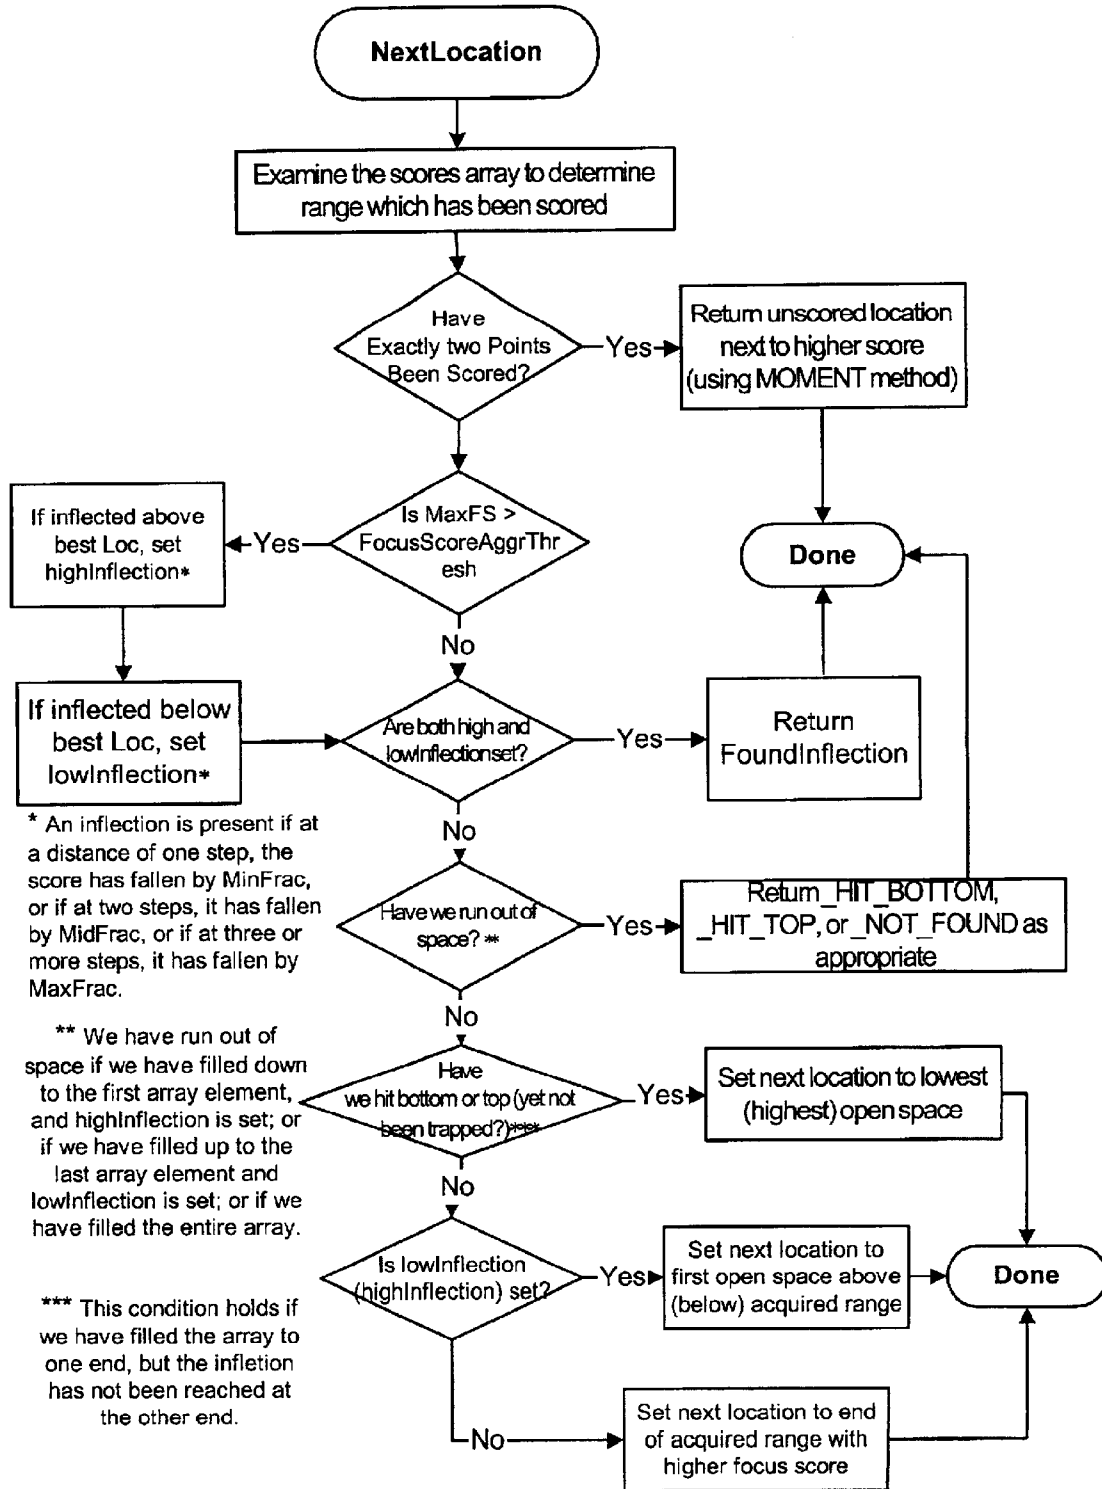 NextLocation
Examine the scores array to determine
range which has been scored
Have
Exactly two Points
Been Scored?
Yes
Return unscored location
next to higher score
(using MOMENT method)
Is MaxFS >
FocusScoreAggrThr
esh
Yes
If inflected above
best Loc, set
highInflection*
Done
No
If inflected below
best Loc, set
lowInflection*
Are both high and
lowInflectionset?
Yes
Return
FoundInflection
No
* An inflection is present if at
a distance of one step, the
score has fallen by MinFrac,
or if at two steps, it has fallen
by MidFrac, or if at three or
more steps, it has fallen by
MaxFrac.
Have we run out of
space? **
Yes
Return_HIT_BOTTOM,
_HIT_TOP, or _NOT_FOUND as
appropriate
No
** We have run out of
space if we have filled down
to the first array element,
and highInflection is set; or
if we have filled up to the
last array element and
lowInflection is set; or if we
have filled the entire array.
Have
we hit bottom or top (yet not
been trapped?)***
Yes
Set next location to lowest
(highest) open space
No
Is lowInflection
(highInflection) set?
Yes
Set next location to
first open space above
(below) acquired range
Done
*** This condition holds if
we have filled the array to
one end, but the infletion
has not been reached at
the other end.
No
Set next location to end
of acquired range with
higher focus score